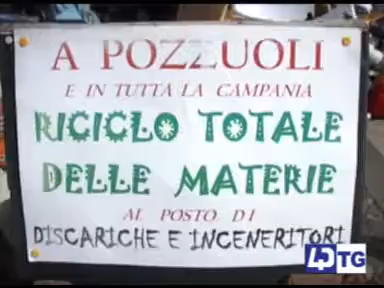 A POZZUOLI
E IN TUTTA LA CAMPANIA
RICICLO TOTALE
DELLE MATERIE
AL POSTO DI
DISCARICHE E INCENERITORI
TG